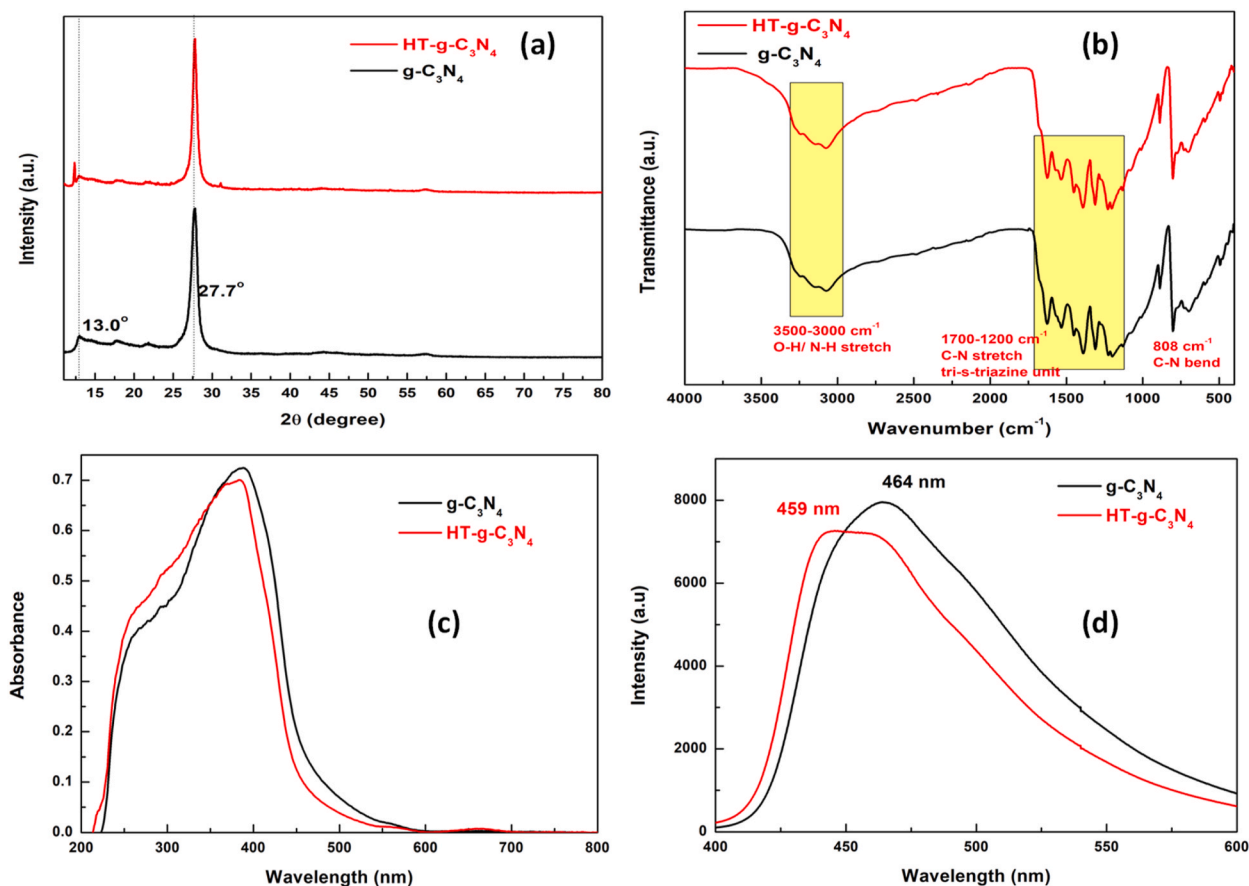 HT-g-C₃N₄
g-C₃N₄
(a)
27.7°
13.0°
Intensity (a.u.)
15 20 25 30 35 40 45 50 55 60 65 70 75 80
2θ (degree)
HT-g-C₃N₄
g-C₃N₄
(b)
3500-3000 cm⁻¹
O-H/ N-H stretch
1700-1200 cm⁻¹
C-N stretch
tri-s-triazine unit
808 cm⁻¹
C-N bend
Transmittance (a.u.)
4000 3500 3000 2500 2000 1500 1000 500
Wavenumber (cm⁻¹)
g-C₃N₄
HT-g-C₃N₄
(c)
0.7
0.6
0.5
0.4
0.3
0.2
0.1
0.0
Absorbance
200 300 400 500 600 700 800
Wavelength (nm)
464 nm
459 nm
g-C₃N₄
HT-g-C₃N₄
(d)
8000
6000
4000
2000
0
Intensity (a.u)
400 450 500 550 600
Wavelength (nm)